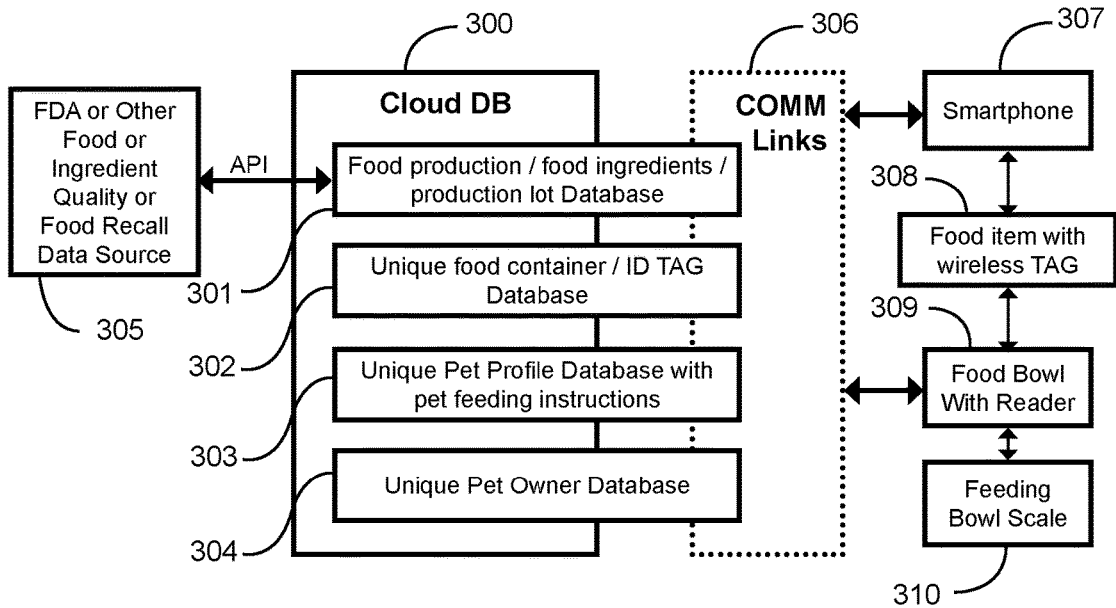 300
306
307
FDA or Other
Food or
Ingredient
Quality or
Food Recall
Data Source
API
Cloud DB
COMM
Links
Smartphone
Food production / food ingredients /
production lot Database
301
308
Food item with
wireless TAG
Unique food container / ID TAG
Database
305
302
309
Unique Pet Profile Database with
pet feeding instructions
Food Bowl
With Reader
303
Unique Pet Owner Database
Feeding
Bowl Scale
304
310